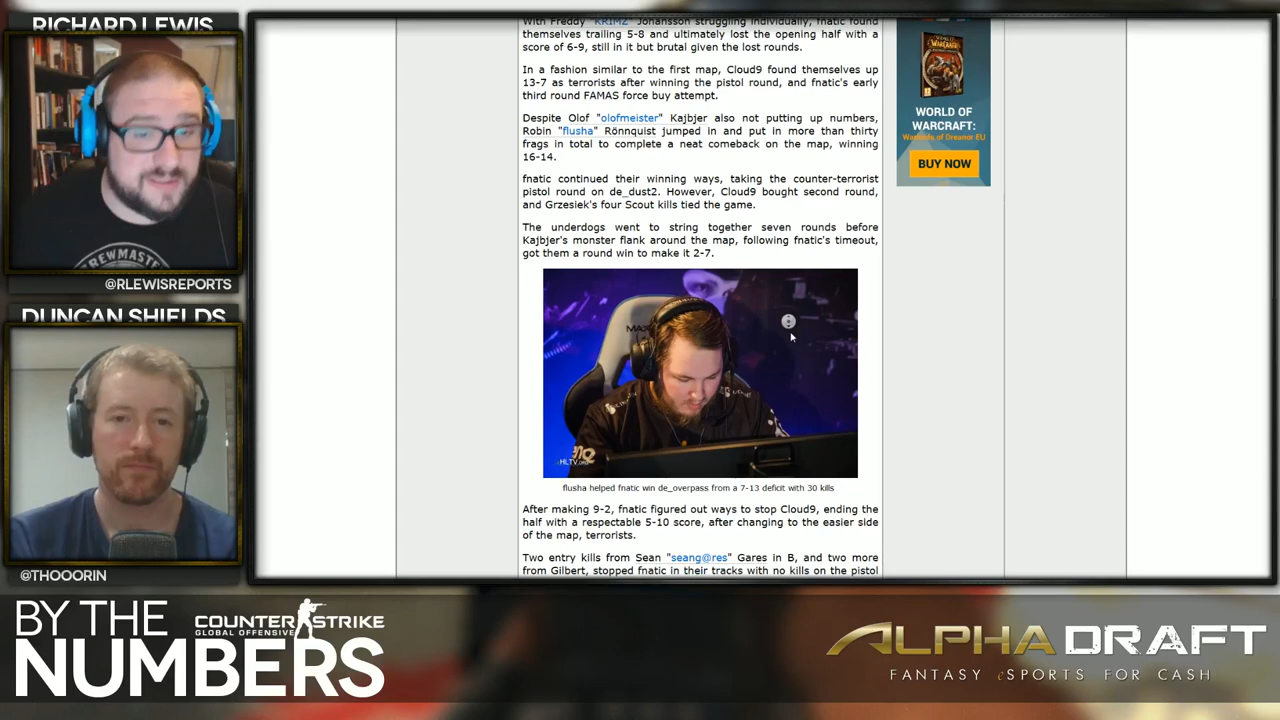 RICHARD LEWIS
@RLEWISREPORTS
DUNCAN SHIELDS
@THOOORIN
With Freddy "KRIMZ" Johansson struggling individually, fnatic found
themselves trailing 5-8 and ultimately lost the opening half with a
score of 6-9, still in it but brutal given the lost rounds.
In a fashion similar to the first map, Cloud9 found themselves up
13-7 as terrorists after winning the pistol round, and fnatic's early
third round FAMAS force buy attempt.
Despite Olof "olofmeister" Kajbjer also not putting up numbers,
Robin "flusha" Rönnquist jumped in and put in more than thirty
frags in total to complete a neat comeback on the map, winning
16-14.
fnatic continued their winning ways, taking the counter-terrorist
pistol round on de_dust2. However, Cloud9 bought second round,
and Grzesiek's four Scout kills tied the game.
The underdogs went to string together seven rounds before
Kajbjer's monster flank around the map, following fnatic's timeout,
got them a round win to make it 2-7.
HLTV.org
flusha helped fnatic win de_overpass from a 7-13 deficit with 30 kills
After making 9-2, fnatic figured out ways to stop Cloud9, ending the
half with a respectable 5-10 score, after changing to the easier side
of the map, terrorists.
Two entry kills from Sean "seang@res" Gares in B, and two more
from Gilbert, stopped fnatic in their tracks with no kills on the pistol
WORLD OF WARCRAFT
WORLD OF
WARCRAFT:
Warlords of Draenor EU
BUY NOW
BY THE
NUMBERS
COUNTER STRIKE
GLOBAL OFFENSIVE
ALPHADRAFT
FANTASY eSPORTS FOR CASH